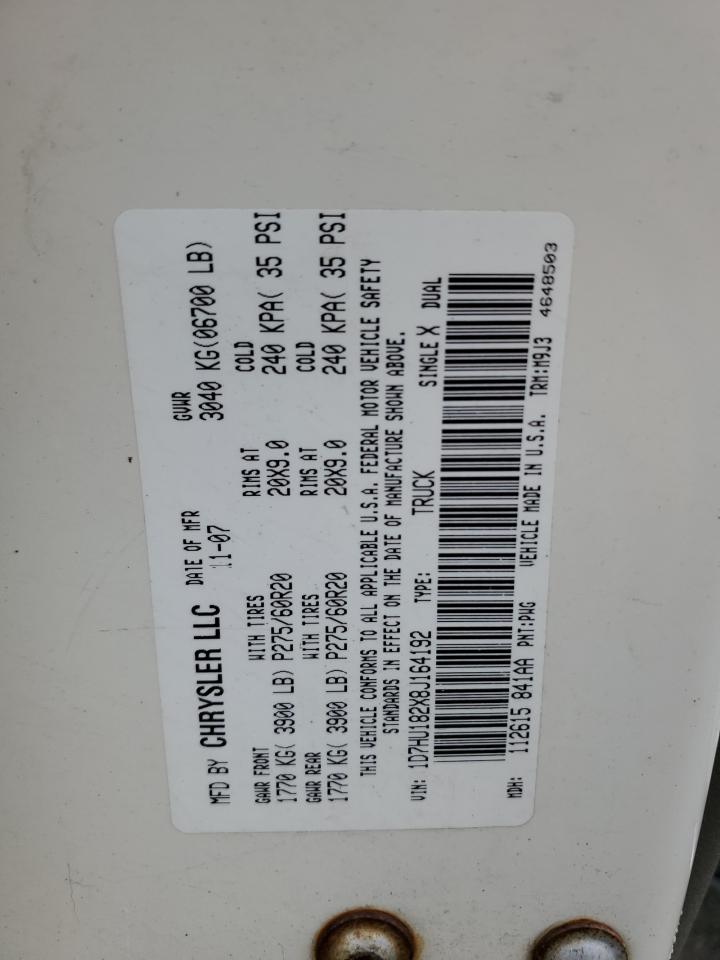 MFD BY CHRYSLER LLC DATE OF MFR 11-07 GVWR 3040 KG(06700 LB)
GAWR FRONT WITH TIRES RIMS AT COLD
1770 KG( 3900 LB) P275/60R20 20X9.0 240 KPA( 35 PSI
GAWR REAR WITH TIRES RIMS AT COLD
1770 KG( 3900 LB) P275/60R20 20X9.0 240 KPA( 35 PSI
THIS VEHICLE CONFORMS TO ALL APPLICABLE U.S.A. FEDERAL MOTOR VEHICLE SAFETY
STANDARDS IN EFFECT ON THE DATE OF MANUFACTURE SHOWN ABOVE.
VIN: 1D7HU182X8J164192 TYPE: TRUCK SINGLE X DUAL
MDH: 112615 841AA PNT:PWG VEHICLE MADE IN U.S.A. TRM:M9J3 4648503